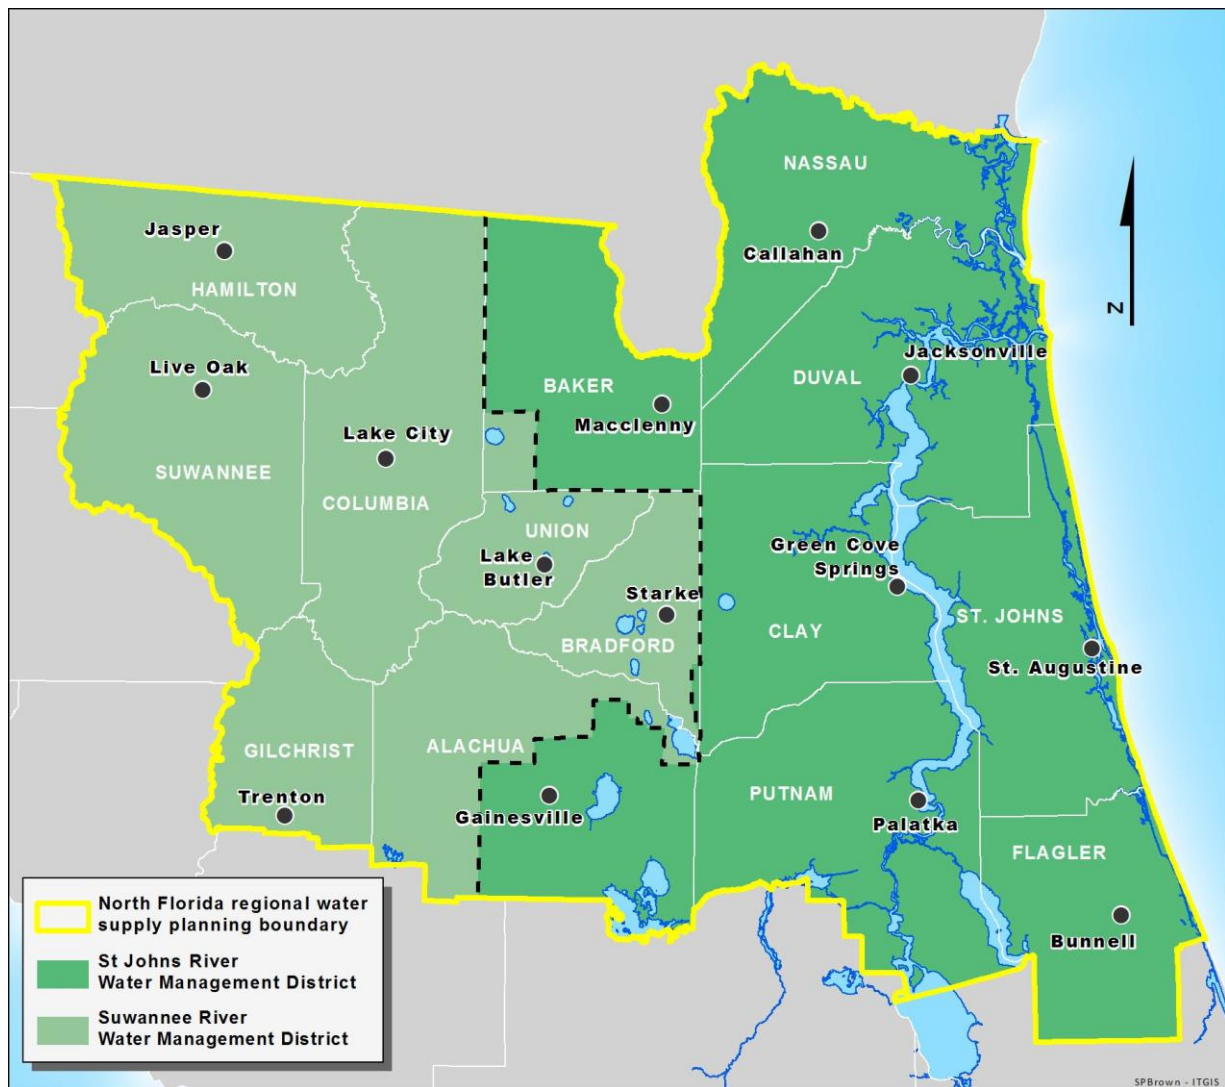 NASSAU
Jasper
Callahan
HAMILTON
Jacksonville
Live Oak
BAKER
DUVAL
Macclenny
Lake City
SUWANNEE
COLUMBIA
UNION
Green Cove
Springs
Lake
Butler
Starke
ST. JOHNS
CLAY
BRADFORD
St. Augustine
GILCHRIST
ALACHUA
PUTNAM
Trenton
Gainesville
Palatka
FLAGLER
Bunnell
N
North Florida regional water
supply planning boundary
St Johns River
Water Management District
Suwannee River
Water Management District
SPBrown - ITGIS